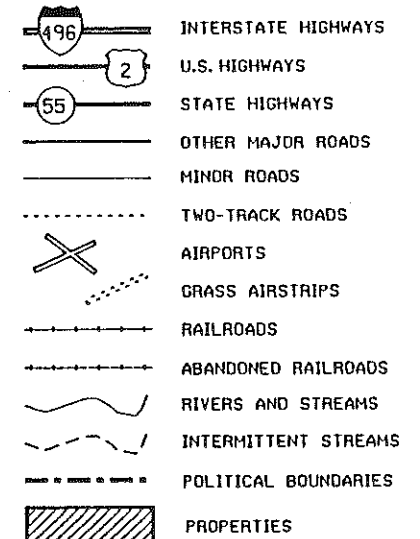 496 INTERSTATE HIGHWAYS
2 U.S. HIGHWAYS
55 STATE HIGHWAYS
OTHER MAJOR ROADS
MINOR ROADS
TWO-TRACK ROADS
AIRPORTS
GRASS AIRSTRIPS
RAILROADS
ABANDONED RAILROADS
RIVERS AND STREAMS
INTERMITTENT STREAMS
POLITICAL BOUNDARIES
PROPERTIES